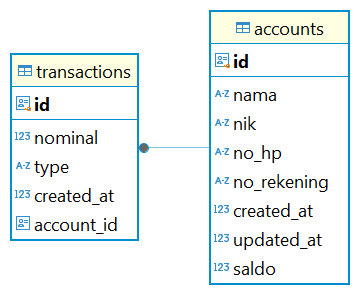 transactions
id
123 nominal
A-Z type
123 created_at
account_id
accounts
id
A-Z nama
A-Z nik
A-Z no_hp
A-Z no_rekening
123 created_at
123 updated_at
123 saldo